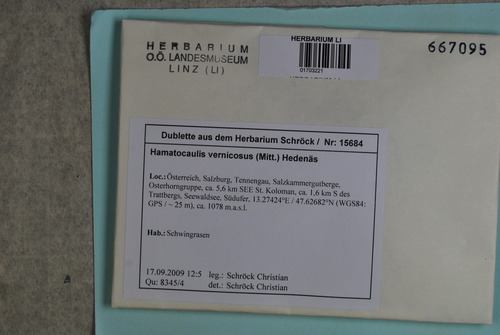 HERBARIUM
O.Ö. LANDESMUSEUM
LINZ (LI)
HERBARIUM LI
01703221
667095
Dublette aus dem Herbarium Schröck / Nr: 15684
Hamatocaulis vernicosus (Mitt.) Hedenäs
Loc.: Österreich, Salzburg, Tennengau, Salzkammergutberge,
Osterhorngruppe, ca. 5,6 km SEE St. Koloman, ca. 1,6 km S des
Trattbergs, Seewaldsee, Südufer, 13.27424°E / 47.62682°N (WGS84:
GPS / ~ 25 m), ca. 1078 m.a.s.l.
Hab.: Schwingrasen
17.09.2009 12:5 leg.: Schröck Christian
Qu: 8345/4 det.: Schröck Christian